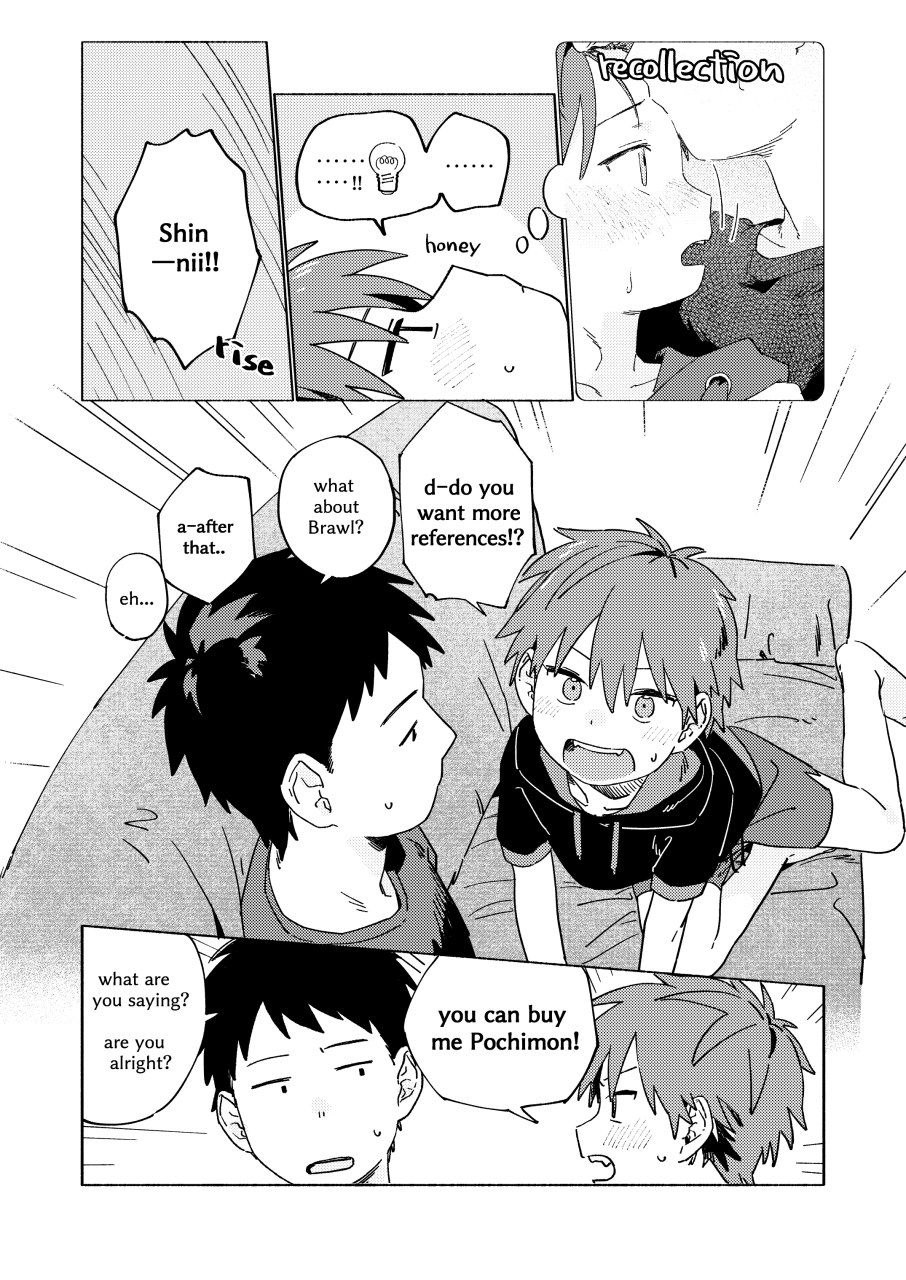 recollection
......
......
....!!
honey
Shin
—nii!!
rise
d-do you
want more
references!?
what
about
Brawl?
a-after
that..
eh...
you can buy
me Pochimon!
what are
you saying?
are you
alright?